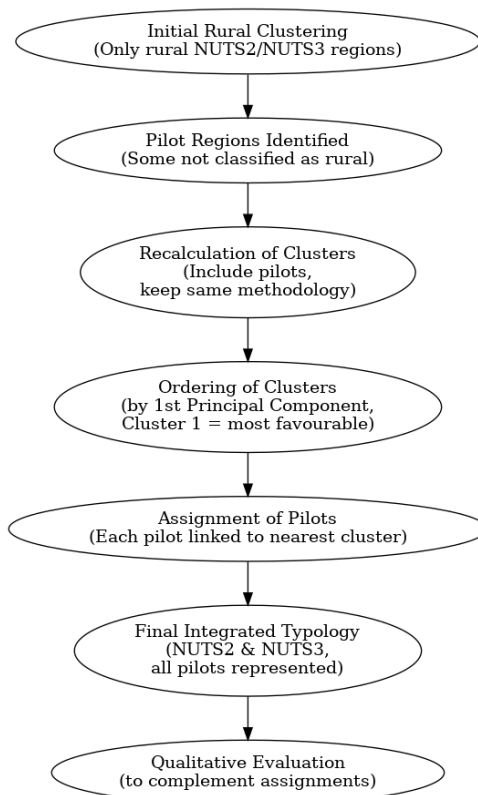 Initial Rural Clustering
(Only rural NUTS2/NUTS3 regions)
Pilot Regions Identified
(Some not classified as rural)
Recalculation of Clusters
(Include pilots,
keep same methodology)
Ordering of Clusters
(by 1st Principal Component,
Cluster 1 = most favourable)
Assignment of Pilots
(Each pilot linked to nearest cluster)
Final Integrated Typology
(NUTS2 & NUTS3,
all pilots represented)
Qualitative Evaluation
(to complement assignments)